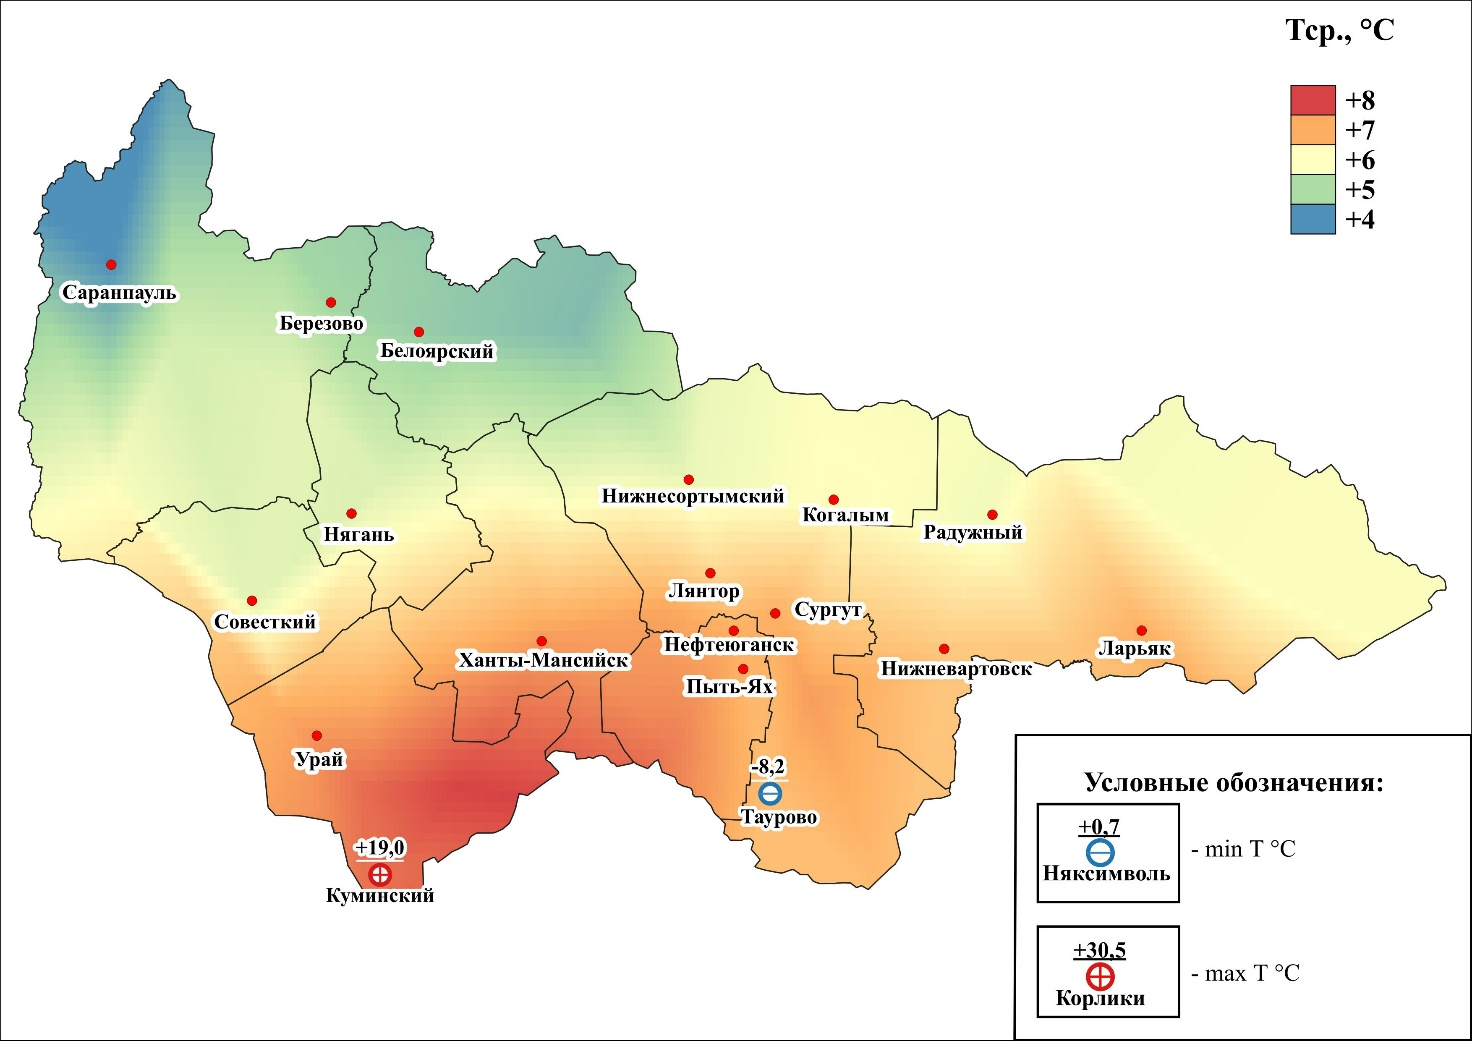 Тср., °C
+8
+7
+6
+5
+4
Саранпауль
Березово
Белоярский
Нижнесортымский
Когалым
Радужный
Нягань
Лянтор
Советский
Сургут
Нефтеюганск
Ханты-Мансийск
Нижневартовск
Ларьяк
Пыть-Ях
Урай
-8,2
Таурово
+19,0
Куминский
Условные обозначения:
+0,7
Няксимволь
- min T °C
+30,5
Корлики
- max T °C